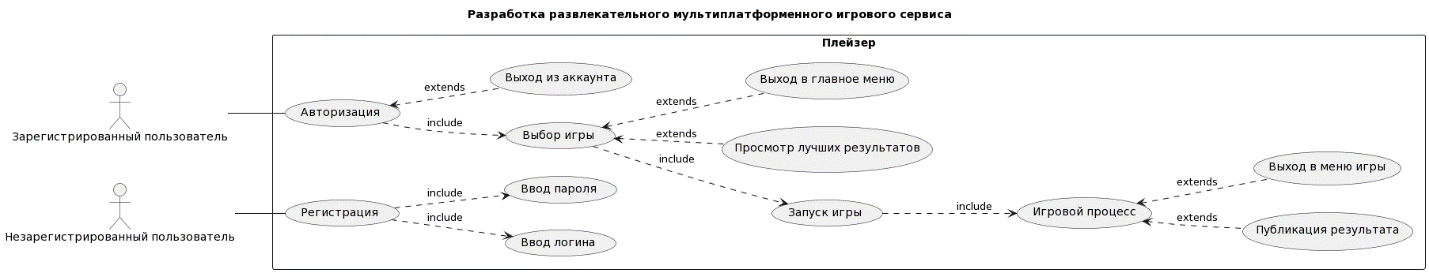 Разработка развлекательного мультиплатформенного игрового сервиса
Плейзер
Зарегистрированный пользователь
Незарегистрированный пользователь
Авторизация
extends
Выход из аккаунта
include
Выбор игры
extends
Выход в главное меню
extends
Просмотр лучших результатов
include
Запуск игры
include
Игровой процесс
extends
Выход в меню игры
extends
Публикация результата
Регистрация
include
Ввод пароля
include
Ввод логина